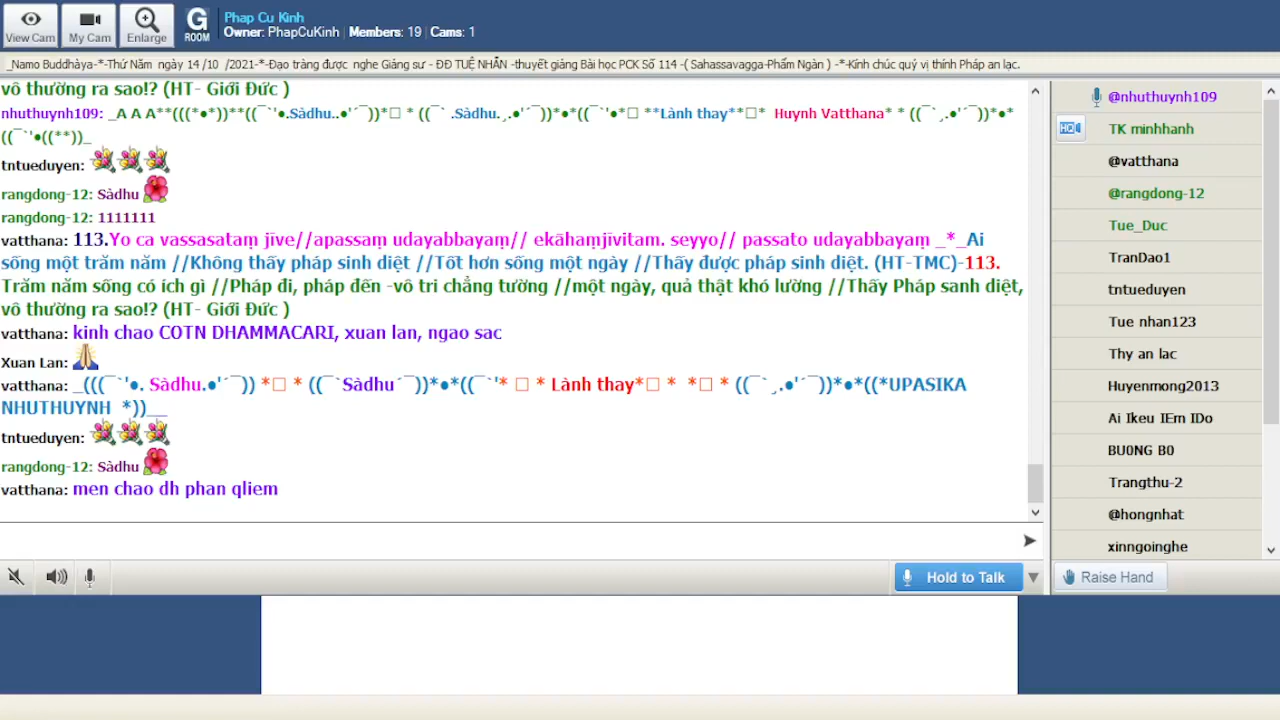 View Cam
My Cam
Enlarge
G ROOM
Phap Cu Kinh
Owner: PhapCuKinh | Members: 19 | Cams: 1
_Namo Buddhàya-*-Thứ Năm ngày 14 /10 /2021-*-Đạo tràng được nghe Giảng sư - ĐĐ TUỆ NHẪN -thuyết giảng Bài học PCK Số 114 -( Sahassavagga-Phẩm Ngàn ) -*-Kính chúc quý vị thính Pháp an lạc.
vô thường ra sao!? (HT- Giới Đức )
nhuthuynh109: _A A A**(((*●*))**((¯`'●.Sàdhu..●'´¯))*□ * ((¯` .Sàdhu.¸.●'´¯))*●*((¯`'●*□ **Lành thay**□* Huynh Vatthana* * ((¯`¸.●'´¯))*●*
((¯`'●((**))_
tntueduyen:
rangdong-12: Sàdhu
rangdong-12: 1111111
vatthana: 113.Yo ca vassasataṃ jīve//apassaṃ udayabbayaṃ// ekāhaṃjīvitam. seyyo// passato udayabbayaṃ _*_Ai
sống một trăm năm //Không thấy pháp sinh diệt //Tốt hơn sống một ngày //Thấy được pháp sinh diệt. (HT-TMC)-113.
Trăm năm sống có ích gì //Pháp đi, pháp đến -vô tri chẳng tường //một ngày, quả thật khó lường //Thấy Pháp sanh diệt,
vô thường ra sao!? (HT- Giới Đức )
vatthana: kinh chao COTN DHAMMACARI, xuan lan, ngao sac
Xuan Lan:
vatthana: _(((¯`'●. Sàdhu.●'´¯)) *□ * ((¯`Sàdhu´¯))*●*((¯`'* □ * Lành thay*□ * *□ * ((¯`¸.●'´¯))*●*((*UPASIKA
NHUTHUYNH *))__
tntueduyen:
rangdong-12: Sàdhu
vatthana: men chao dh phan qliem
Hold to Talk
@nhuthuynh109
TK minhhanh
@vatthana
@rangdong-12
Tue_Duc
TranDao1
tntueduyen
Tue nhan123
Thy an lac
Huyenmong2013
Ai Ikeu IEm IDo
BU0NG B0
Trangthu-2
@hongnhat
xinngoinghe
Raise Hand